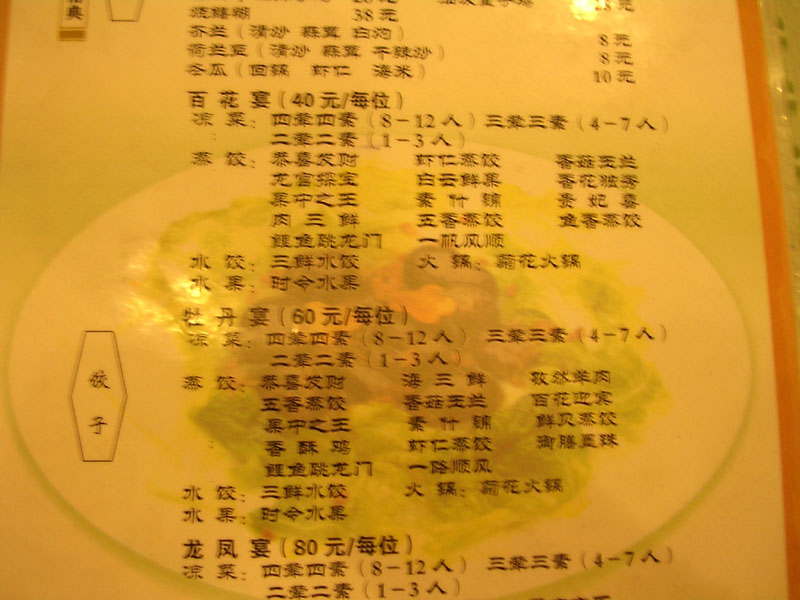 烧鳝糊 38元
芥兰（清炒 蒜茸 白灼） 8元
荷兰豆（清炒 蒜茸 干辣炒） 8元
冬瓜（回锅 虾仁 海米） 10元
百花宴（40元/每位）
凉菜：四荤四素（8－12人）三荤三素（4－7人）
二荤二素（1－3人）
蒸饺：恭喜发财 虾仁蒸饺 香菇玉兰
龙宫探宝 白云鲜果 香花独秀
果中之王 素什锦 贵妃喜
肉三鲜 五香蒸饺 鱼香蒸饺
鲤鱼跳龙门 一帆风顺
水饺：三鲜水饺 火锅：菊花火锅
水果：时令水果
牡丹宴（60元/每位）
凉菜：四荤四素（8－12人） 三荤三素（4－7人）
二荤二素（1－3人）
饺子
蒸饺：恭喜发财 海三鲜 孜然羊肉
五香蒸饺 香菇玉兰 百花迎宾
果中之王 素什锦 鲜贝蒸饺
香酥鸡 虾仁蒸饺 御膳
鲤鱼跳龙门 一路顺风
水饺：三鲜水饺 火锅：菊花火锅
水果：时令水果
龙凤宴（80元/每位）
凉菜：四荤四素（8－12人） 三荤三素（4－7人）
二荤二素（1－3人）